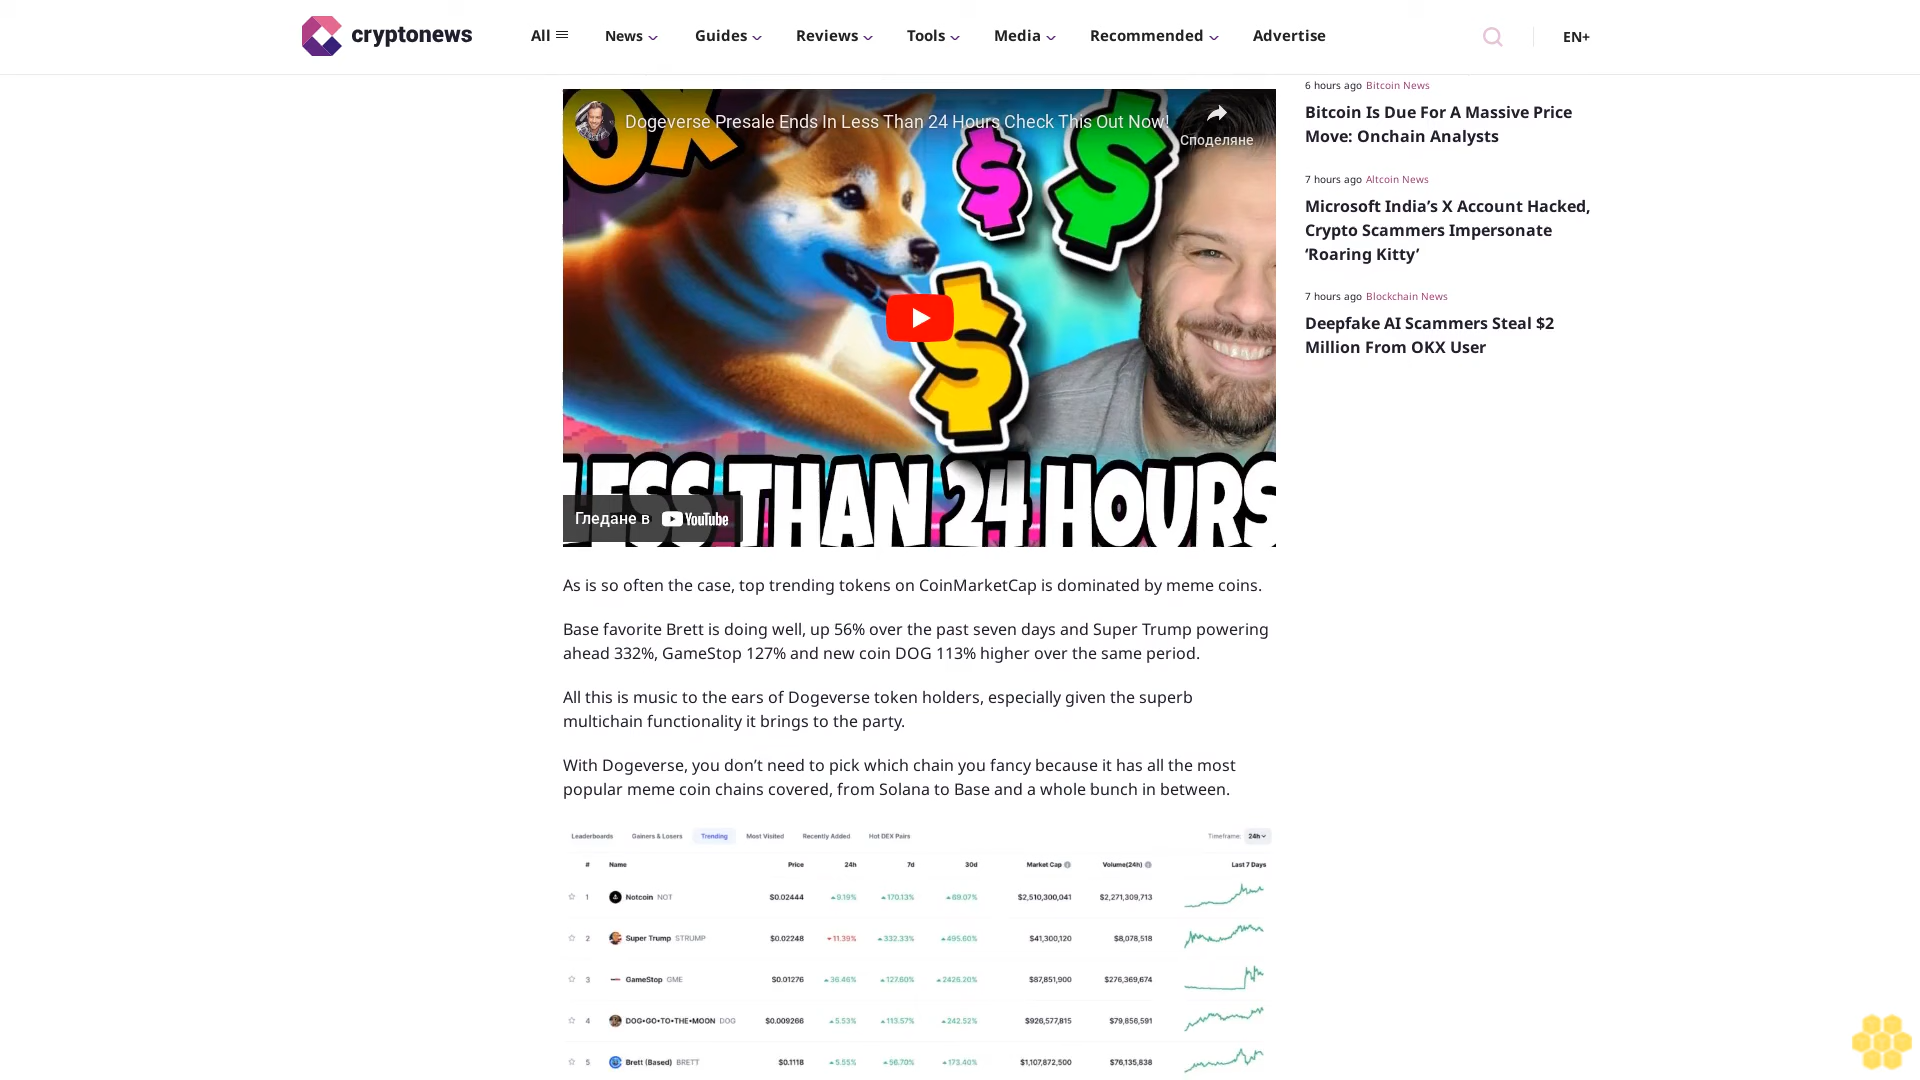 cryptonews
All
News
Guides
Reviews
Tools
Media
Recommended
Advertise
EN+
Dogeverse Presale Ends In Less Than 24 Hours Check This Out Now!
Споделяне
LESS THAN 24 HOURS
Гледане в YouTube
As is so often the case, top trending tokens on CoinMarketCap is dominated by meme coins.
Base favorite Brett is doing well, up 56% over the past seven days and Super Trump powering
ahead 332%, GameStop 127% and new coin DOG 113% higher over the same period.
All this is music to the ears of Dogeverse token holders, especially given the superb
multichain functionality it brings to the party.
With Dogeverse, you don’t need to pick which chain you fancy because it has all the most
popular meme coin chains covered, from Solana to Base and a whole bunch in between.
Leaderboards Gainers & Losers Trending Most Visited Recently Added Hot DEX Pairs Timeframe: 24h
# Name Price 24h 7d 30d Market Cap Volume(24h) Last 7 Days
1 Notcoin NOT $0.02444 9.19% 170.13% 69.07% $2,510,300,041 $2,271,309,713
2 Super Trump STRUMP $0.02248 11.39% 332.33% 495.60% $41,300,120 $8,078,518
3 GameStop GME $0.01276 36.46% 127.60% 2426.20% $87,851,900 $276,369,674
4 DOG•GO•TO•THE•MOON DOG $0.009266 5.53% 113.57% 242.52% $926,577,815 $79,856,591
5 Brett (Based) BRETT $0.1118 5.55% 56.70% 173.40% $1,107,872,500 $76,135,838
6 hours ago Bitcoin News
Bitcoin Is Due For A Massive Price
Move: Onchain Analysts
7 hours ago Altcoin News
Microsoft India’s X Account Hacked,
Crypto Scammers Impersonate
‘Roaring Kitty’
7 hours ago Blockchain News
Deepfake AI Scammers Steal $2
Million From OKX User